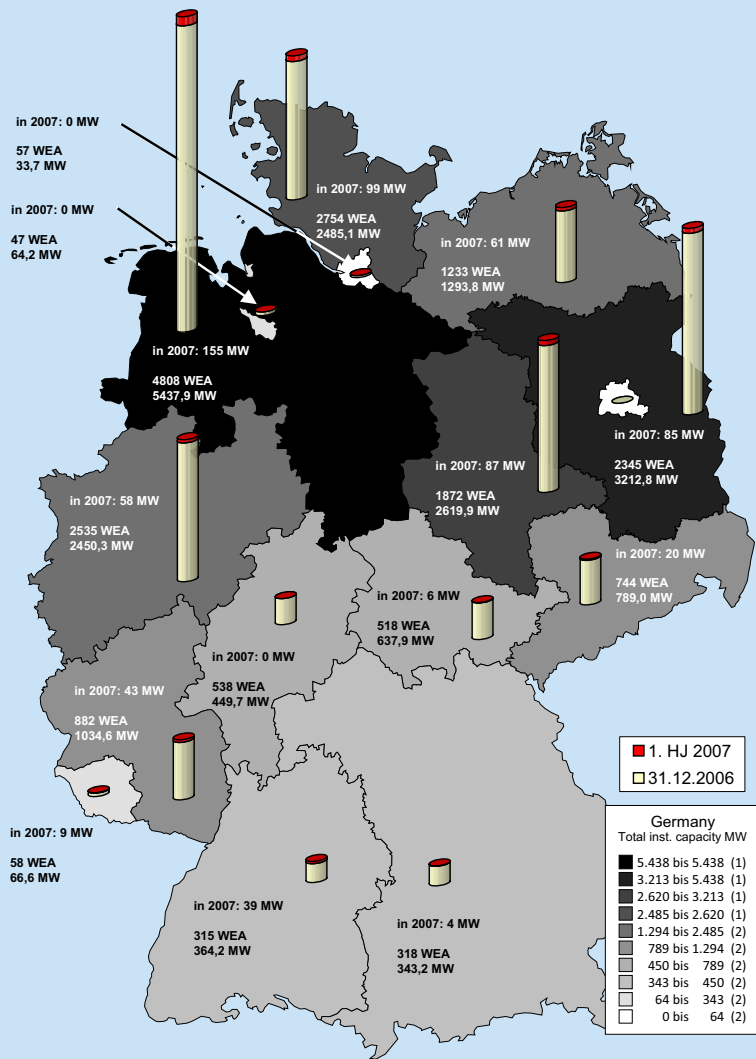 in 2007: 0 MW
57 WEA
33,7 MW
in 2007: 0 MW
47 WEA
64,2 MW
in 2007: 99 MW
2754 WEA
2485,1 MW
in 2007: 61 MW
1233 WEA
1293,8 MW
in 2007: 155 MW
4808 WEA
5437,9 MW
in 2007: 85 MW
2345 WEA
3212,8 MW
in 2007: 87 MW
1872 WEA
2619,9 MW
in 2007: 58 MW
2535 WEA
2450,3 MW
in 2007: 20 MW
744 WEA
789,0 MW
in 2007: 6 MW
518 WEA
637,9 MW
in 2007: 0 MW
538 WEA
449,7 MW
in 2007: 43 MW
882 WEA
1034,6 MW
in 2007: 9 MW
58 WEA
66,6 MW
in 2007: 39 MW
315 WEA
364,2 MW
in 2007: 4 MW
318 WEA
343,2 MW
1. HJ 2007
31.12.2006
Germany
Total inst. capacity MW
5.438 bis 5.438 (1)
3.213 bis 5.438 (1)
2.620 bis 3.213 (1)
2.485 bis 2.620 (1)
1.294 bis 2.485 (2)
789 bis 1.294 (2)
450 bis 789 (2)
343 bis 450 (2)
64 bis 343 (2)
0 bis 64 (2)